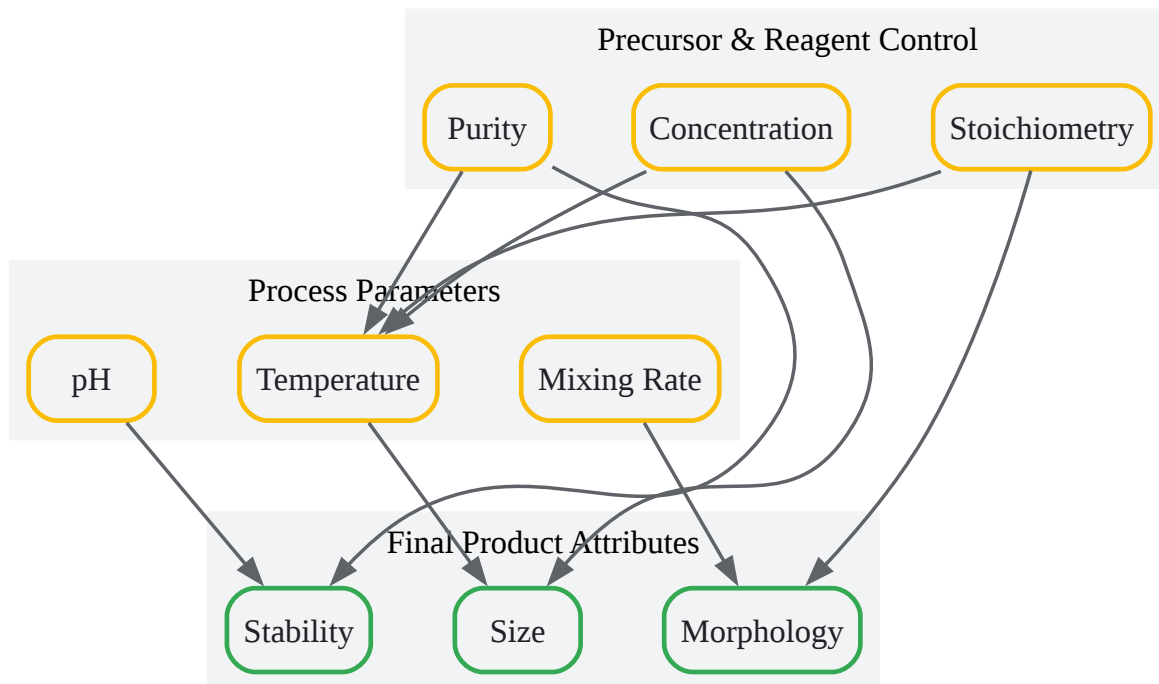 Precursor & Reagent Control
Purity
Concentration
Stoichiometry
Process Parameters
pH
Temperature
Mixing Rate
Final Product Attributes
Stability
Size
Morphology